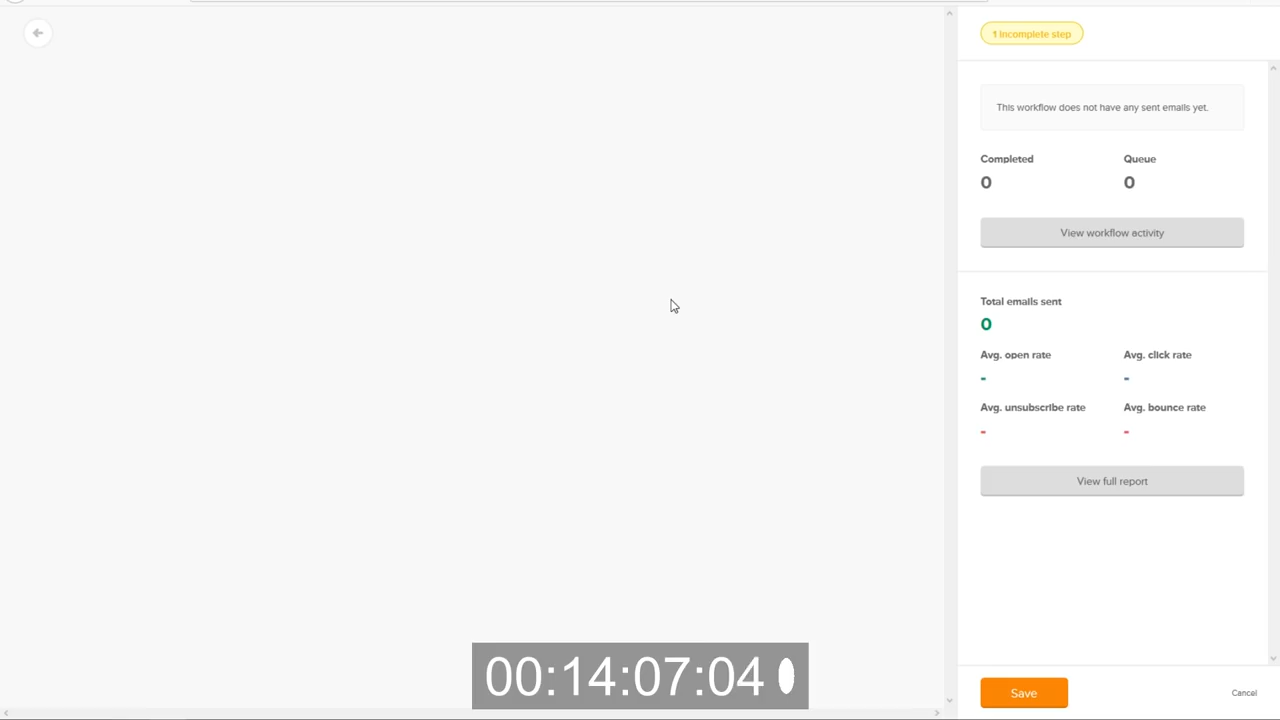 1 incomplete step
This workflow does not have any sent emails yet.
Completed Queue
0 0
View workflow activity
Total emails sent
0
Avg. open rate Avg. click rate
- -
Avg. unsubscribe rate Avg. bounce rate
- -
View full report
00:14:07:04 0
Save Cancel